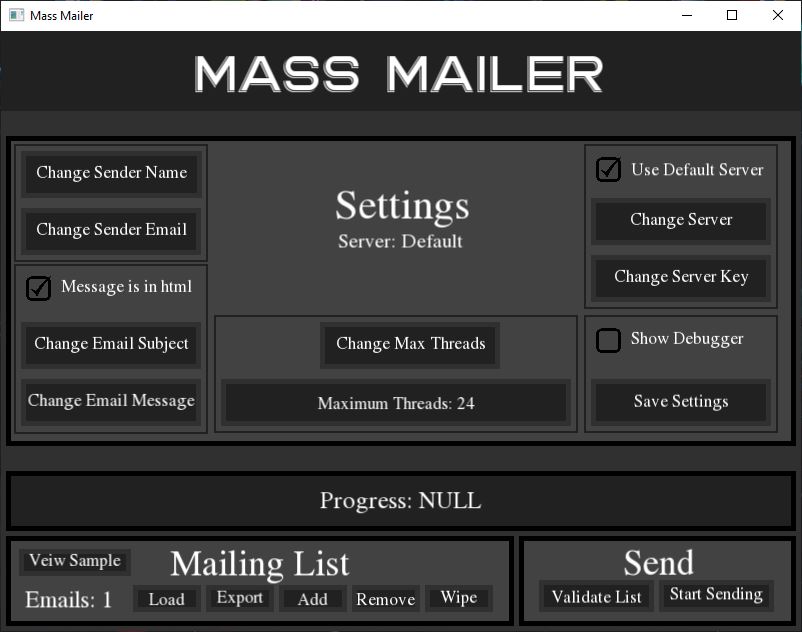 Mass Mailer
MASS MAILER
Change Sender Name
Change Sender Email
Message is in html
Change Email Subject
Change Email Message
Settings
Server: Default
Change Max Threads
Maximum Threads: 24
Use Default Server
Change Server
Change Server Key
Show Debugger
Save Settings
Progress: NULL
Veiw Sample
Mailing List
Emails: 1
Load
Export
Add
Remove
Wipe
Send
Validate List
Start Sending